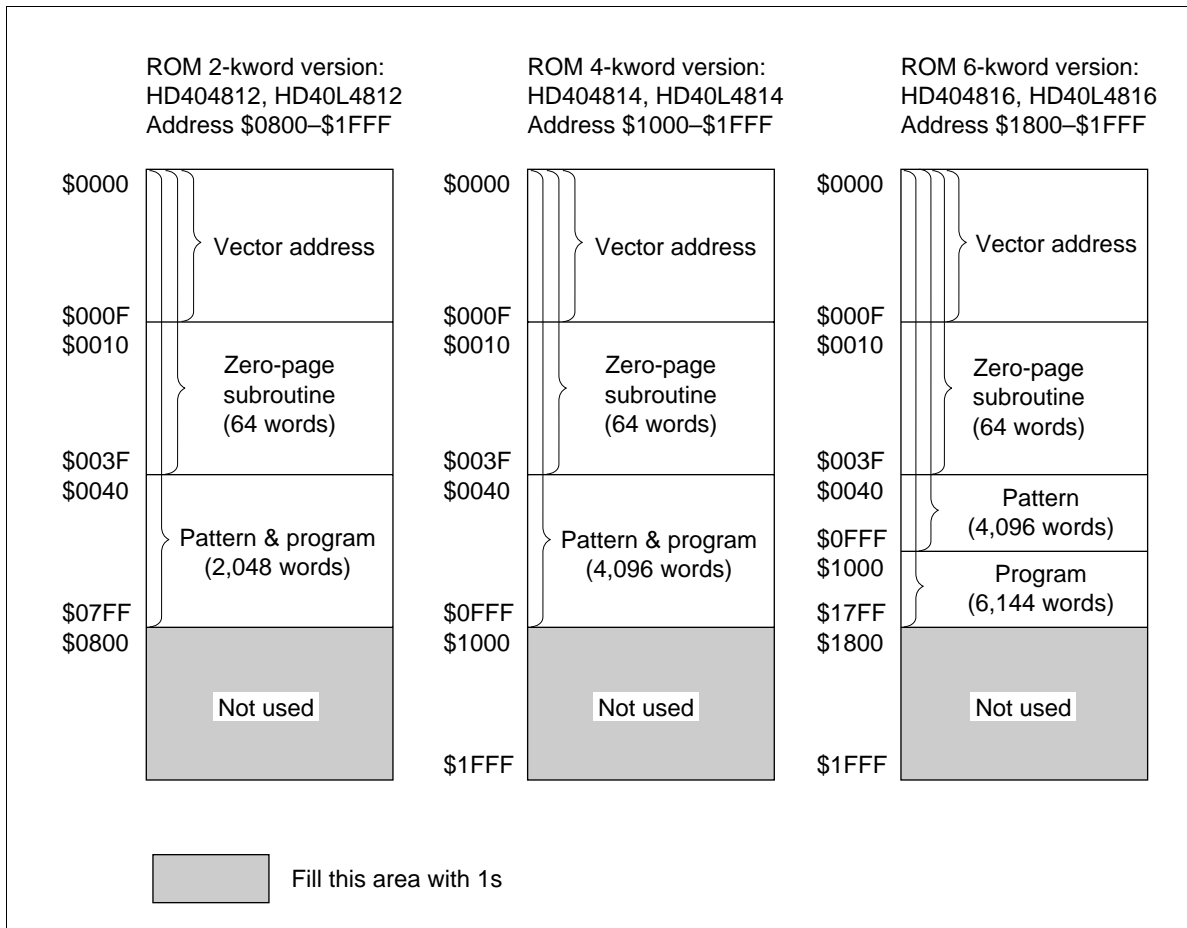 ROM 2-kword version:
HD404812, HD40L4812
Address $0800–$1FFF
$0000
Vector address
$000F
$0010
Zero-page
subroutine
(64 words)
$003F
$0040
Pattern & program
(2,048 words)
$07FF
$0800
Not used
ROM 4-kword version:
HD404814, HD40L4814
Address $1000–$1FFF
$0000
Vector address
$000F
$0010
Zero-page
subroutine
(64 words)
$003F
$0040
Pattern & program
(4,096 words)
$0FFF
$1000
Not used
$1FFF
ROM 6-kword version:
HD404816, HD40L4816
Address $1800–$1FFF
$0000
Vector address
$000F
$0010
Zero-page
subroutine
(64 words)
$003F
$0040
Pattern
(4,096 words)
$0FFF
$1000
Program
(6,144 words)
$17FF
$1800
Not used
$1FFF
Fill this area with 1s